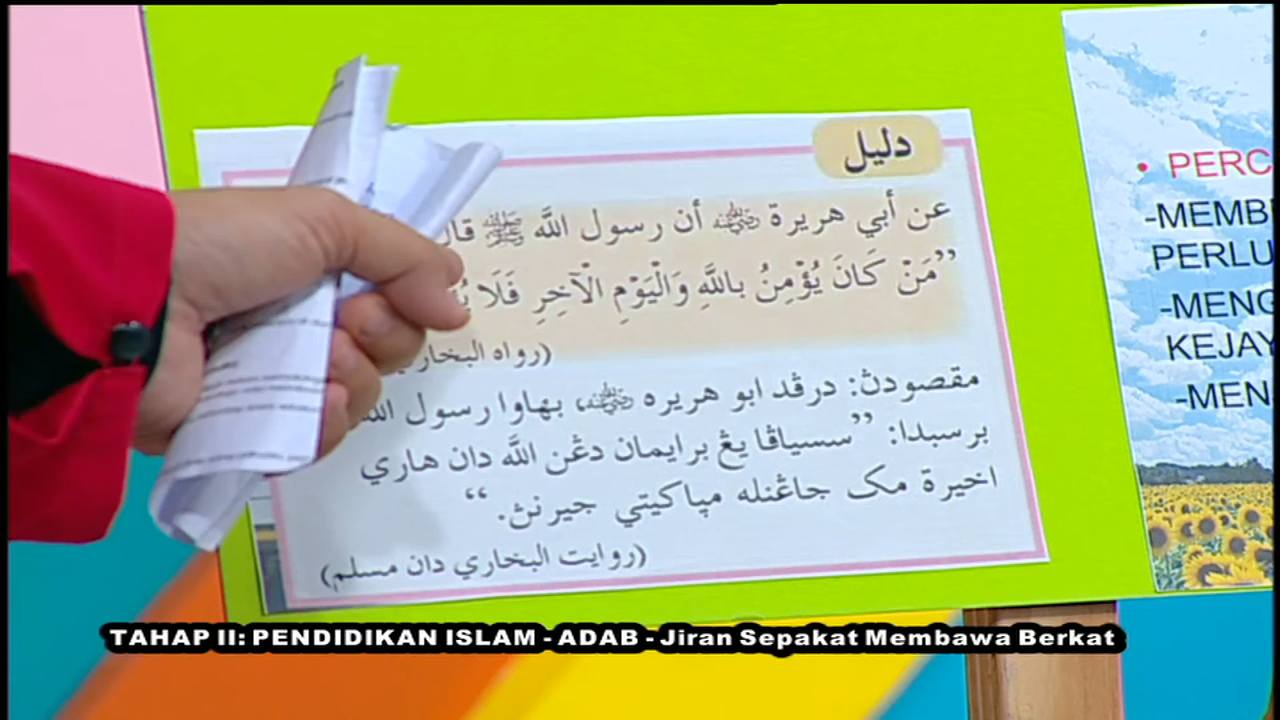 دليل
عن أبي هريرة رضي الله عنه أن رسول اللَّه ﷺ قال
”مَنْ كَانَ يُؤْمِنُ بِاللَّهِ وَالْيَوْمِ الْآخِرِ فَلَا
(رواه البخاري
مقصودڽ: درڤد ابو هريره رضي الله عنه، بهاوا رسول الله
برسبدا: ”سسياڤا يڠ برايمان دڠن اللَّه دان هاري
اخيرة مک جاڠنله مڽاکيتي جيرنڽ.“
(روايت البخاري دان مسلم)
• PERC
-MEMB
PERLU
-MENG
KEJAY
-MEN
TAHAP II: PENDIDIKAN ISLAM - ADAB - Jiran Sepakat Membawa Berkat